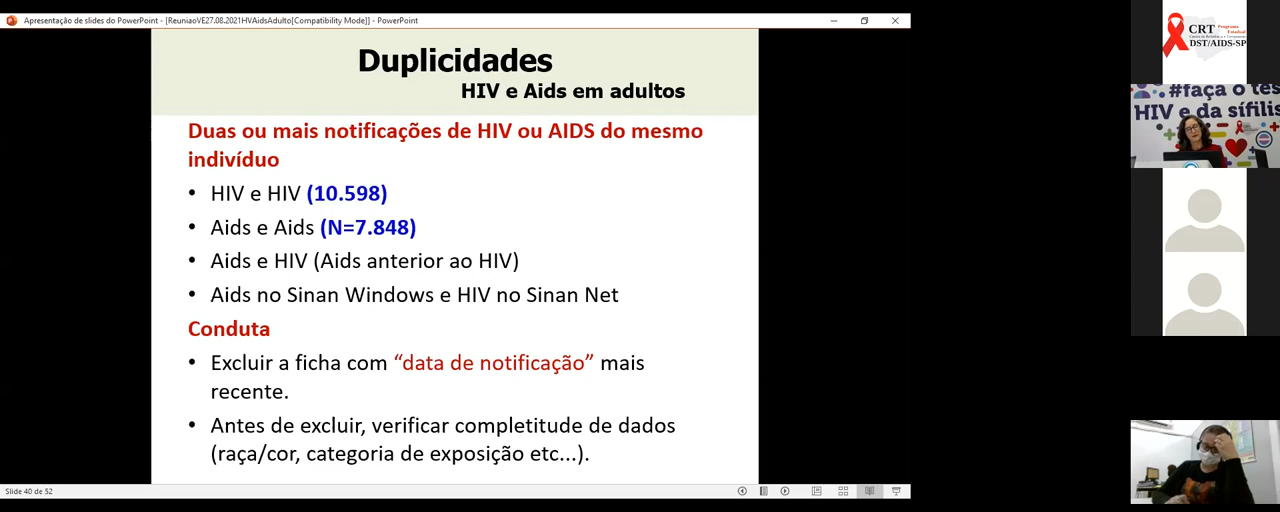 Apresentação de slides do PowerPoint - [ReuniaoVE27.08.2021HVAidsAdulto[Compatibility Mode]] - PowerPoint
Duplicidades
HIV e Aids em adultos
Duas ou mais notificações de HIV ou AIDS do mesmo
indivíduo
• HIV e HIV (10.598)
• Aids e Aids (N=7.848)
• Aids e HIV (Aids anterior ao HIV)
• Aids no Sinan Windows e HIV no Sinan Net
Conduta
• Excluir a ficha com “data de notificação” mais
recente.
• Antes de excluir, verificar completitude de dados
(raça/cor, categoria de exposição etc...).
Slide 40 de 52
CRT
Programa
Estadual
DST/AIDS-SP
#faça o tes
HIV e da sífilis